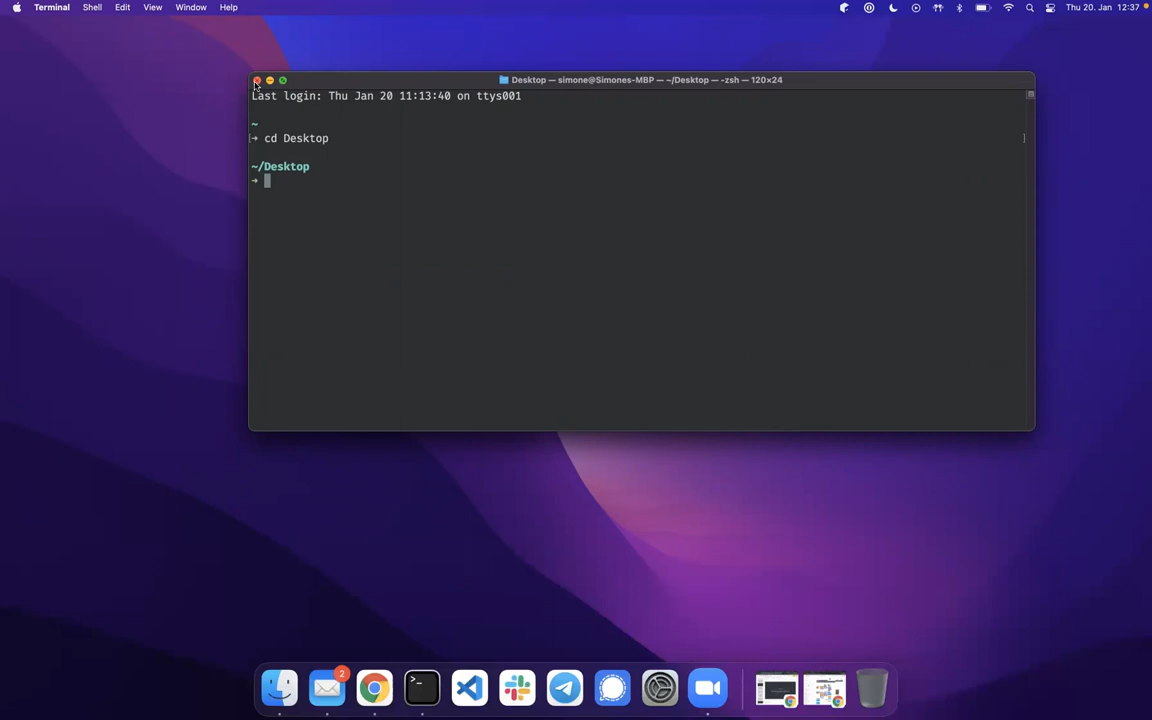 Terminal Shell Edit View Window Help Thu 20. Jan 12:37
Desktop — simone@Simones-MBP — ~/Desktop — -zsh — 120×24
Last login: Thu Jan 20 11:13:40 on ttys001
~
→ cd Desktop
~/Desktop
→
2
>_